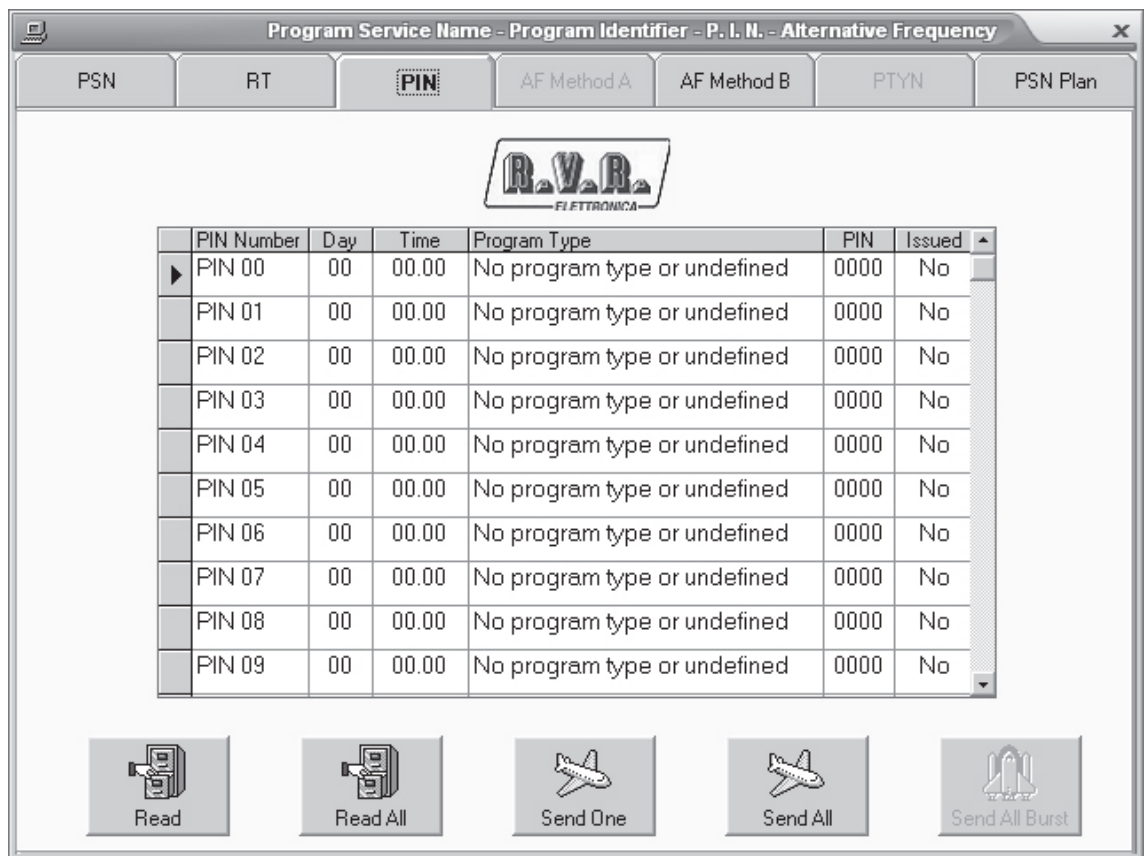 Program Service Name - Program Identifier - P. I. N. - Alternative Frequency
PSN RT PIN AF Method A AF Method B PTYN PSN Plan
R.V.R.
ELETTRONICA
PIN Number Day Time Program Type PIN Issued
PIN 00 00 00.00 No program type or undefined 0000 No
PIN 01 00 00.00 No program type or undefined 0000 No
PIN 02 00 00.00 No program type or undefined 0000 No
PIN 03 00 00.00 No program type or undefined 0000 No
PIN 04 00 00.00 No program type or undefined 0000 No
PIN 05 00 00.00 No program type or undefined 0000 No
PIN 06 00 00.00 No program type or undefined 0000 No
PIN 07 00 00.00 No program type or undefined 0000 No
PIN 08 00 00.00 No program type or undefined 0000 No
PIN 09 00 00.00 No program type or undefined 0000 No
Read Read All Send One Send All Send All Burst